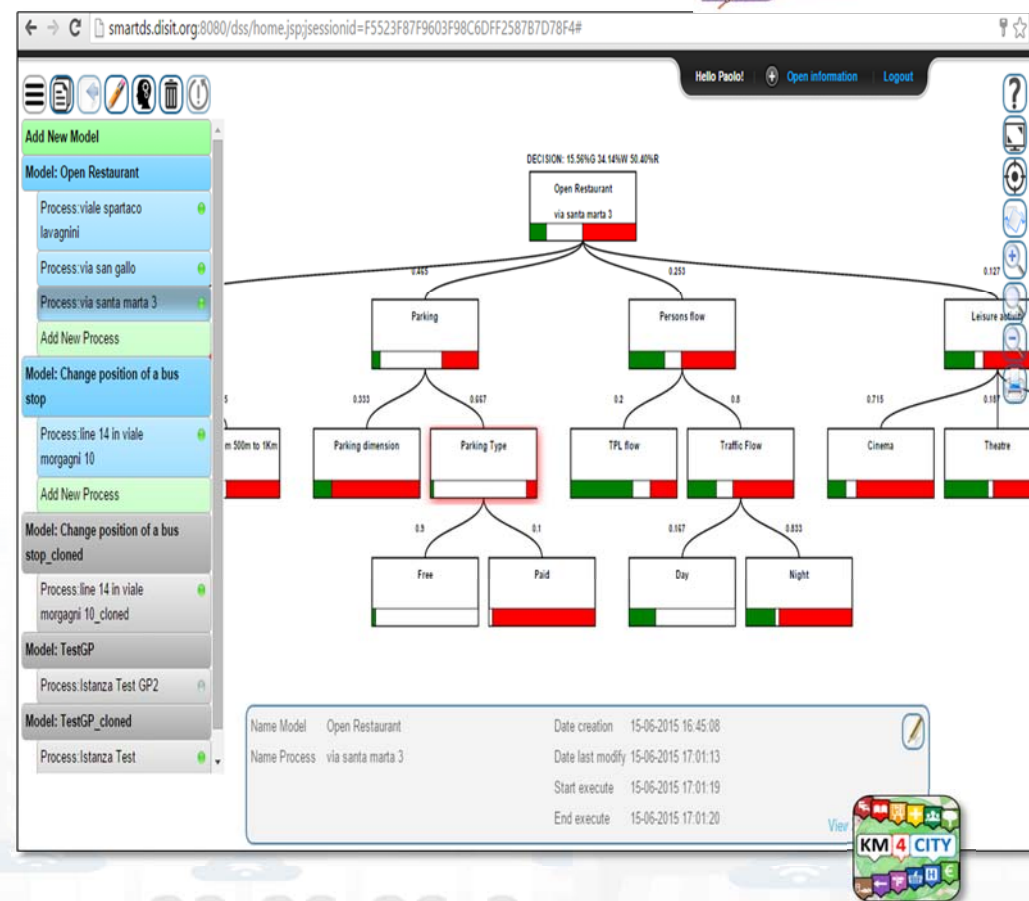 smartds.disit.org:8080/dss/home.jsp;jsessionid=F5523F87F9603F98C6DFF2587B7D78F4#
Hello Paolo! Open information Logout
Add New Model
Model: Open Restaurant
Process:viale spartaco
lavagnini
Process:via san gallo
Process:via santa marta 3
Add New Process
Model: Change position of a bus
stop
Process:line 14 in viale
morgagni 10
Add New Process
Model: Change position of a bus
stop_cloned
Process:line 14 in viale
morgagni 10_cloned
Model: TestGP
Process:Istanza Test GP2
Model: TestGP_cloned
Process:Istanza Test
DECISION: 15.56%G 34.14%W 50.40%R
Open Restaurant
via santa marta 3
0.465 0.253 0.127
Parking Persons flow Leisure activity
5 0.333 0.667 0.2 0.8 0.715 0.187
m 500m to 1Km Parking dimension Parking Type TPL flow Traffic Flow Cinema Theatre
0.9 0.1 0.167 0.833
Free Paid Day Night
Name Model Open Restaurant Date creation 15-06-2015 16:45:08
Name Process via santa marta 3 Date last modify 15-06-2015 17:01:13
Start execute 15-06-2015 17:01:19
End execute 15-06-2015 17:01:20
View
KM 4 CITY